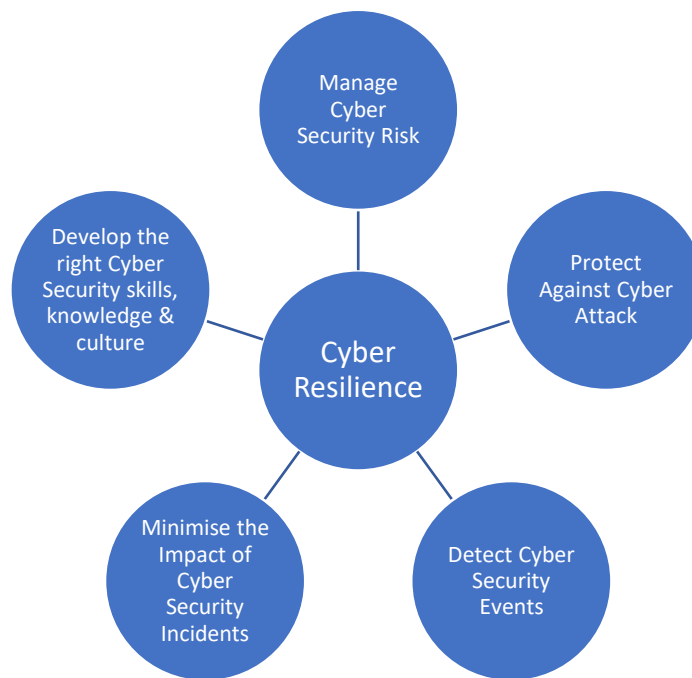 Manage
Cyber
Security Risk
Develop the
right Cyber
Security skills,
knowledge &
culture
Protect
Against Cyber
Attack
Cyber
Resilience
Minimise the
Impact of
Cyber
Security
Incidents
Detect Cyber
Security
Events